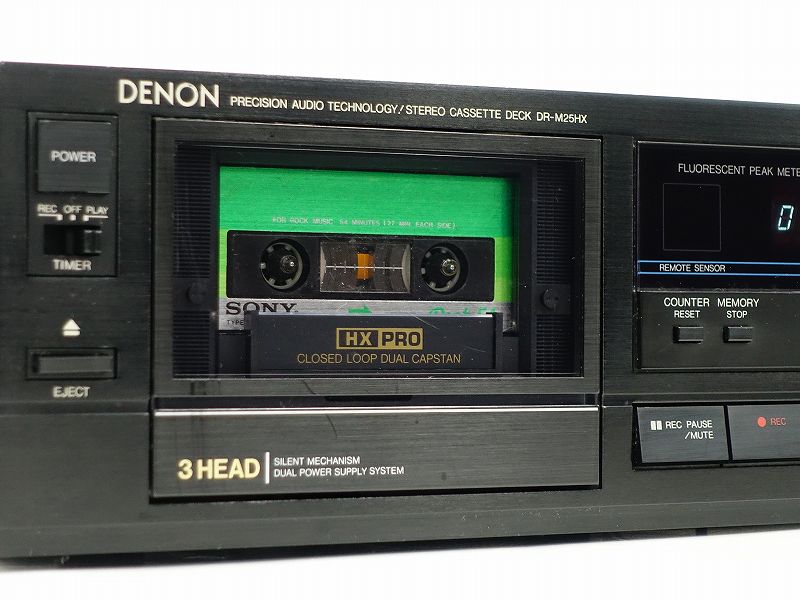 DENON PRECISION AUDIO TECHNOLOGY/STEREO CASSETTE DECK DR-M25HX
POWER
REC OFF PLAY
TIMER
EJECT
FOR ROCK MUSIC 54 MINUTES (27 MIN. EACH SIDE)
SONY
TYPE
HX PRO
CLOSED LOOP DUAL CAPSTAN
3 HEAD
SILENT MECHANISM
DUAL POWER SUPPLY SYSTEM
FLUORESCENT PEAK METE
0
REMOTE SENSOR
COUNTER MEMORY
RESET STOP
REC PAUSE
/MUTE
REC